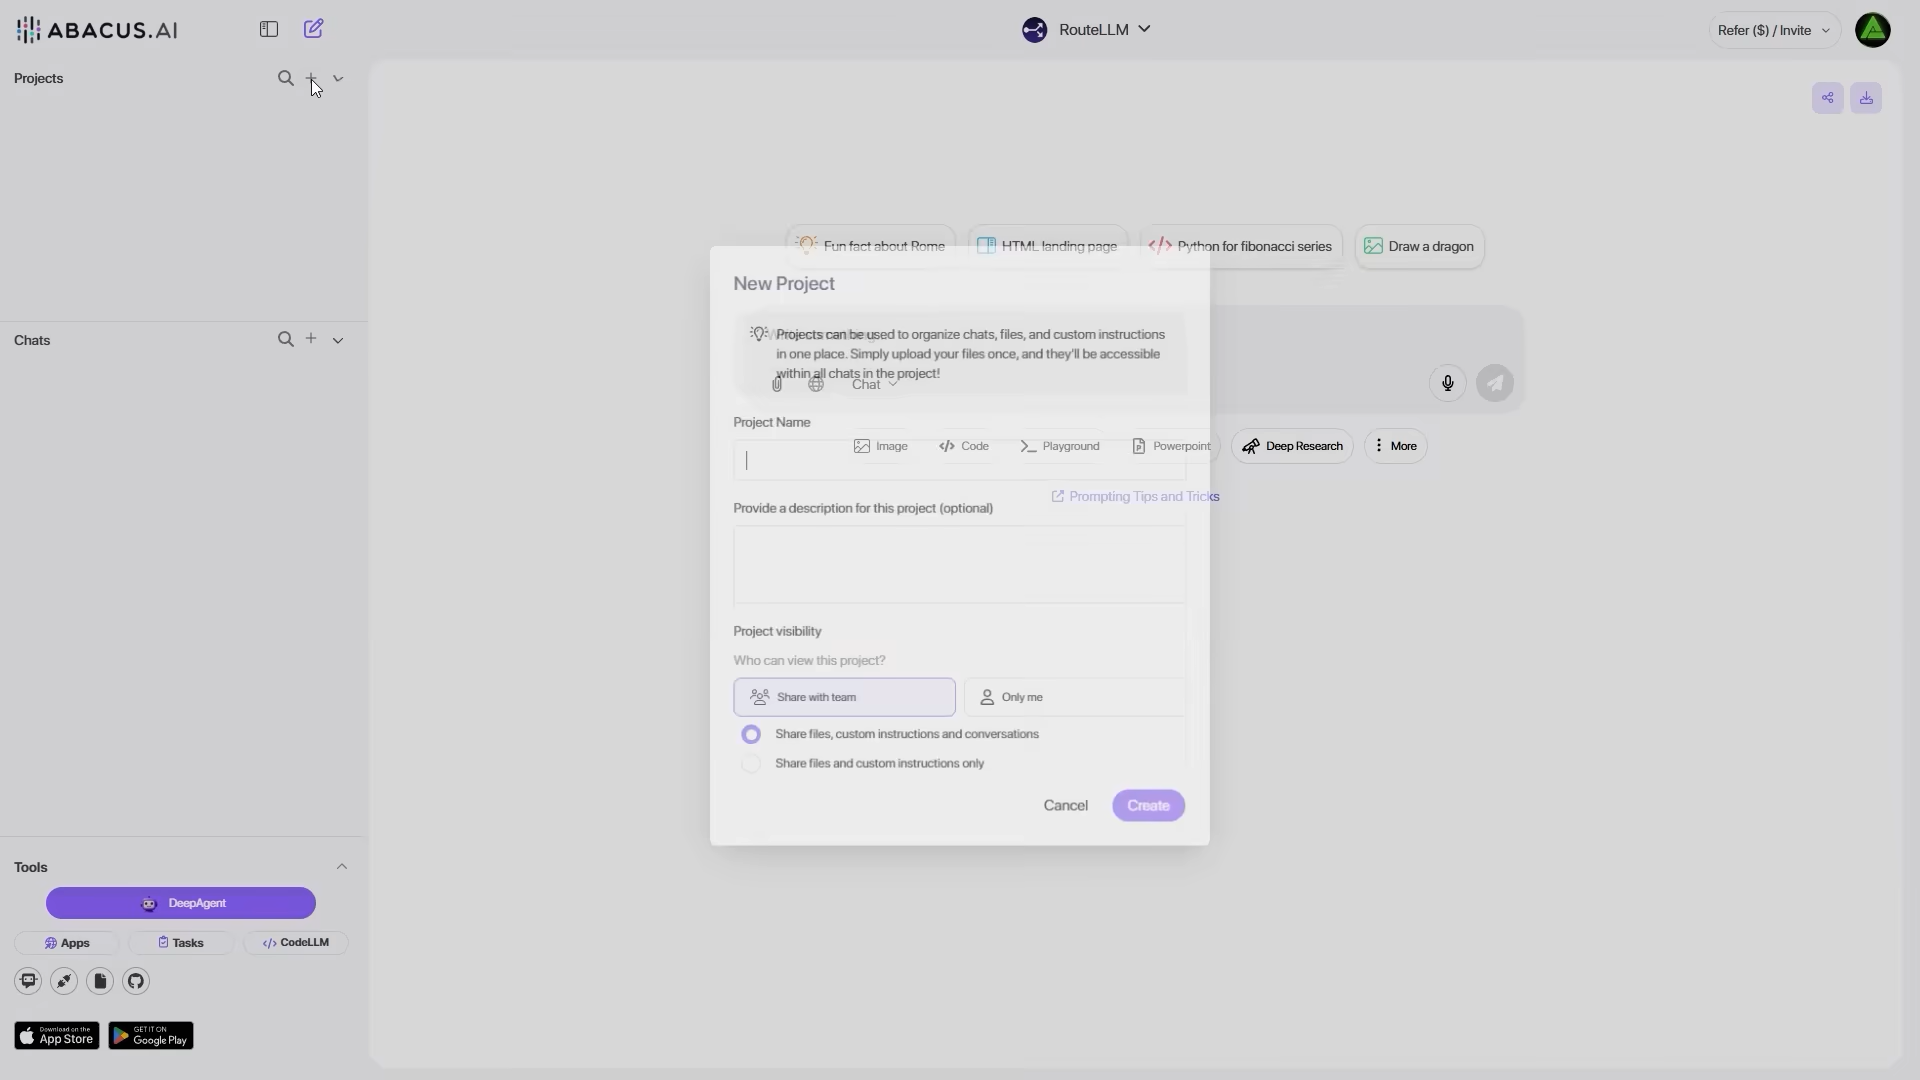 ABACUS.AI
RouteLLM
Refer ($) / Invite
Projects
Fun fact about Rome
HTML landing page
Python for fibonacci series
Draw a dragon
New Project
Projects can be used to organize chats, files, and custom instructions
in one place. Simply upload your files once, and they'll be accessible
within all chats in the project!
Chats
Chat
Project Name
Image
Code
Playground
Powerpoint
Deep Research
More
Prompting Tips and Tricks
Provide a description for this project (optional)
Project visibility
Who can view this project?
Share with team
Only me
Share files, custom instructions and conversations
Share files and custom instructions only
Cancel
Create
Tools
DeepAgent
Apps
Tasks
CodeLLM
Download on the
App Store
GET IT ON
Google Play